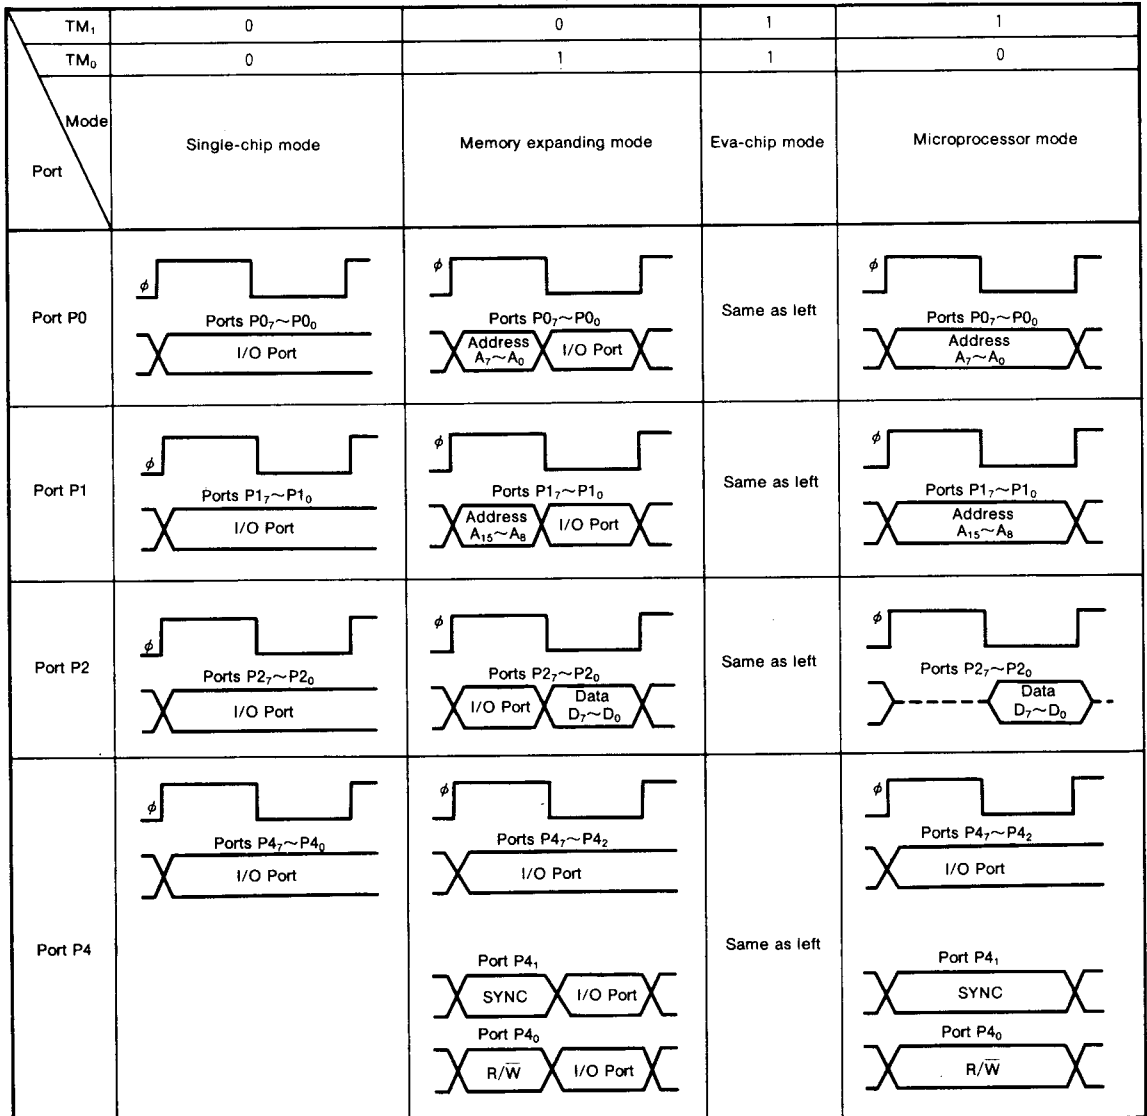 TM₁ 0 0 1 1
TM₀ 0 1 1 0
Mode
Port
Single-chip mode Memory expanding mode Eva-chip mode Microprocessor mode
Port P0
ϕ
Ports P0₇~P0₀
I/O Port
ϕ
Ports P0₇~P0₀
Address
A₇~A₀
I/O Port
Same as left
ϕ
Ports P0₇~P0₀
Address
A₇~A₀
Port P1
ϕ
Ports P1₇~P1₀
I/O Port
ϕ
Ports P1₇~P1₀
Address
A₁₅~A₈
I/O Port
Same as left
ϕ
Ports P1₇~P1₀
Address
A₁₅~A₈
Port P2
ϕ
Ports P2₇~P2₀
I/O Port
ϕ
Ports P2₇~P2₀
I/O Port
Data
D₇~D₀
Same as left
ϕ
Ports P2₇~P2₀
Data
D₇~D₀
Port P4
ϕ
Ports P4₇~P4₀
I/O Port
ϕ
Ports P4₇~P4₂
I/O Port
Port P4₁
SYNC I/O Port
Port P4₀
R/W̅ I/O Port
Same as left
ϕ
Ports P4₇~P4₂
I/O Port
Port P4₁
SYNC
Port P4₀
R/W̅